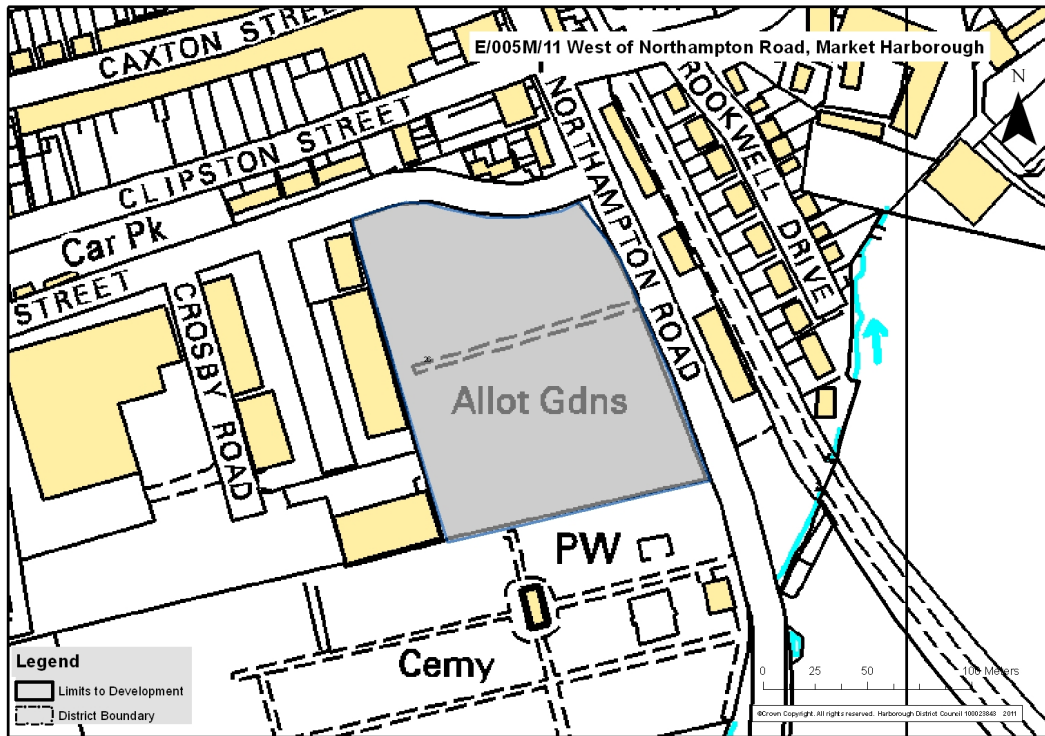 E/005M/11 West of Northampton Road, Market Harborough
N
CAXTON STREET
CLIPSTON STREET
NORTHAMPTON ROAD
ROOKWELL DRIVE
Car Pk
STREET
CROSBY ROAD
Allot Gdns
PW
Cemy
Legend
Limits to Development
District Boundary
0 25 50 100 Meters
©Crown Copyright. All rights reserved. Harborough District Council 100023843 2011